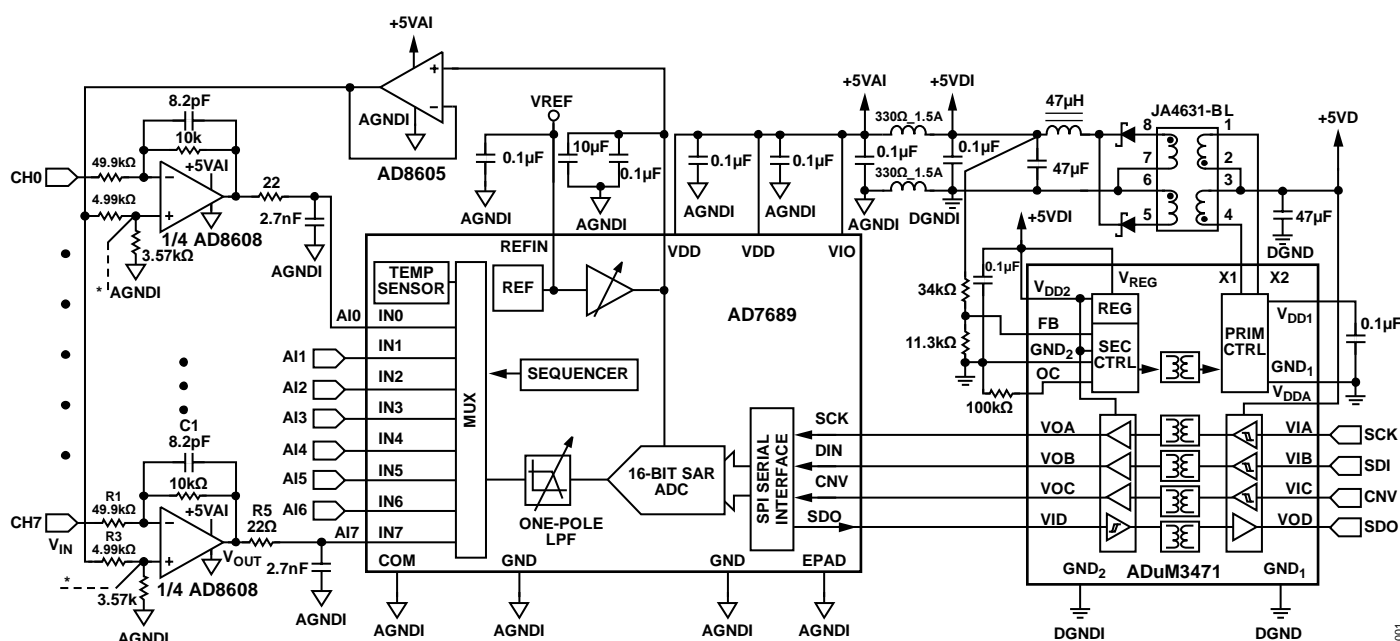 +5VAI
AGNDI
AD8605
8.2pF
10k
+5VAI
49.9kΩ
CH0
4.99kΩ
1/4 AD8608
3.57kΩ
*
AGNDI
22
2.7nF
AGNDI
VREF
0.1µF
AGNDI
10µF
0.1µF
AGNDI
0.1µF
AGNDI
0.1µF
AGNDI
+5VAI
330Ω_1.5A
+5VDI
0.1µF
0.1µF
330Ω_1.5A
AGNDI
DGNDI
47µH
47µF
JA4631-BL
8
7
6
5
1
2
3
4
+5VD
47µF
DGND
REFIN
VDD
VDD
VIO
TEMP
SENSOR
REF
AD7689
AI0
IN0
AI1
IN1
AI2
IN2
AI3
IN3
AI4
IN4
AI5
IN5
AI6
IN6
AI7
IN7
MUX
SEQUENCER
ONE-POLE
LPF
16-BIT SAR
ADC
SPI SERIAL
INTERFACE
SCK
DIN
CNV
SDO
COM
GND
GND
EPAD
AGNDI
AGNDI
AGNDI
AGNDI
C1
8.2pF
10kΩ
+5VAI
R1
49.9kΩ
CH7
VIN
R3
4.99kΩ
*
3.57k
1/4 AD8608
VOUT
R5
22Ω
2.7nF
AGNDI
AGNDI
+5VDI
0.1µF
34kΩ
11.3kΩ
100kΩ
VDD2
VREG
X1
X2
REG
FB
GND2
SEC
CTRL
OC
PRIM
CTRL
VDD1
0.1µF
GND1
VDDA
VOA
VIA
SCK
VOB
VIB
SDI
VOC
VIC
CNV
VID
VOD
SDO
GND2
ADuM3471
GND1
DGNDI
DGND
001